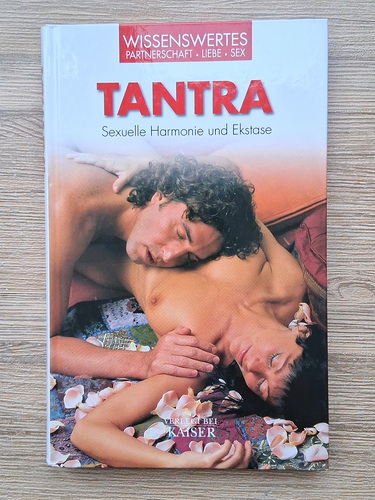 WISSENSWERTES
PARTNERSCHAFT • LIEBE • SEX
TANTRA
Sexuelle Harmonie und Ekstase
VERLEGT BEI
KAISER